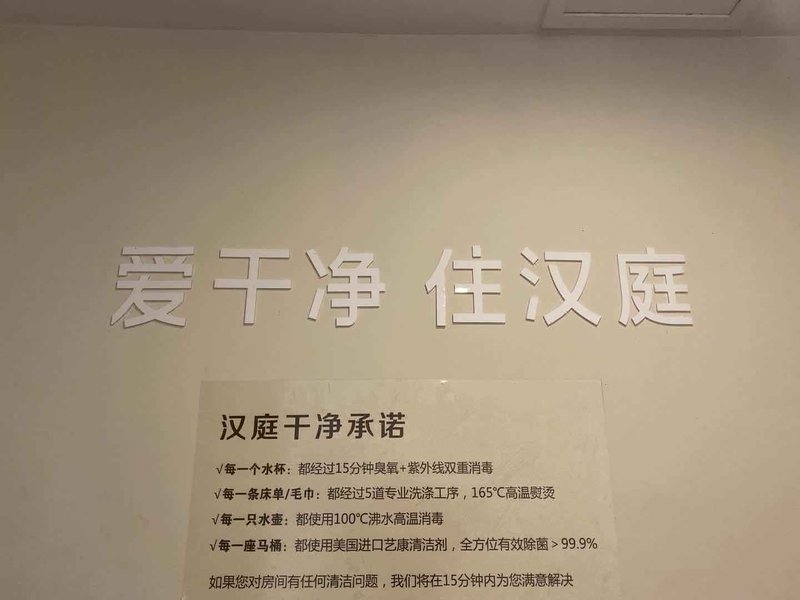 爱干净 住汉庭
汉庭干净承诺
√每一个水杯：都经过15分钟臭氧+紫外线双重消毒
√每一条床单/毛巾：都经过5道专业洗涤工序，165℃高温熨烫
√每一只水壶：都使用100℃沸水高温消毒
√每一座马桶：都使用美国进口艺康清洁剂，全方位有效除菌＞99.9%
如果您对房间有任何清洁问题，我们将在15分钟内为您满意解决